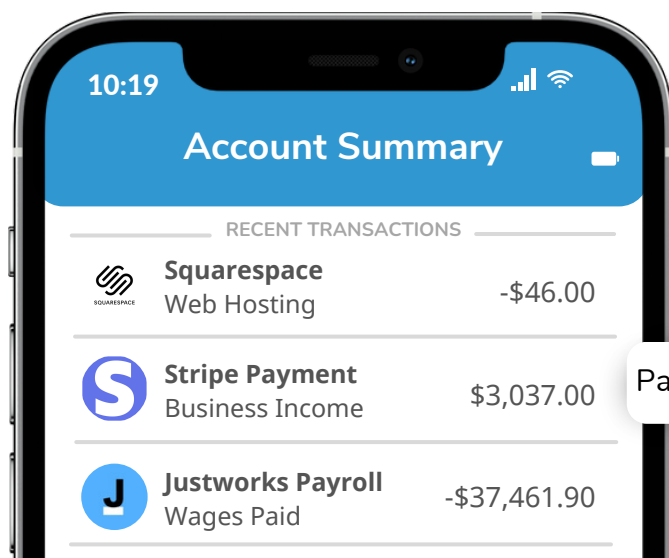 10:19
Account Summary
RECENT TRANSACTIONS
Squarespace
SQUARESPACE
Web Hosting
-$46.00
Stripe Payment
S
Business Income
$3,037.00
Pa
Justworks Payroll
J
Wages Paid
-$37,461.90